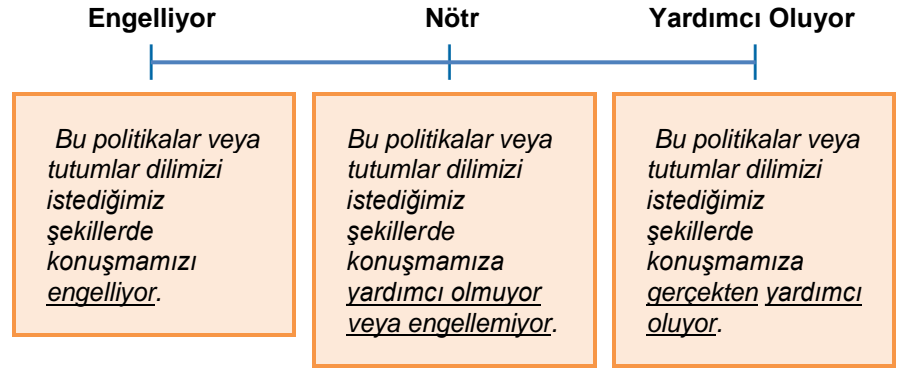 Engelliyor
Nötr
Yardımcı Oluyor
Bu politikalar veya
tutumlar dilimizi
istediğimiz
şekillerde
konuşmamızı
engelliyor.
Bu politikalar veya
tutumlar dilimizi
istediğimiz
şekillerde
konuşmamıza
yardımcı olmuyor
veya engellemiyor.
Bu politikalar veya
tutumlar dilimizi
istediğimiz
şekillerde
konuşmamıza
gerçekten yardımcı
oluyor.